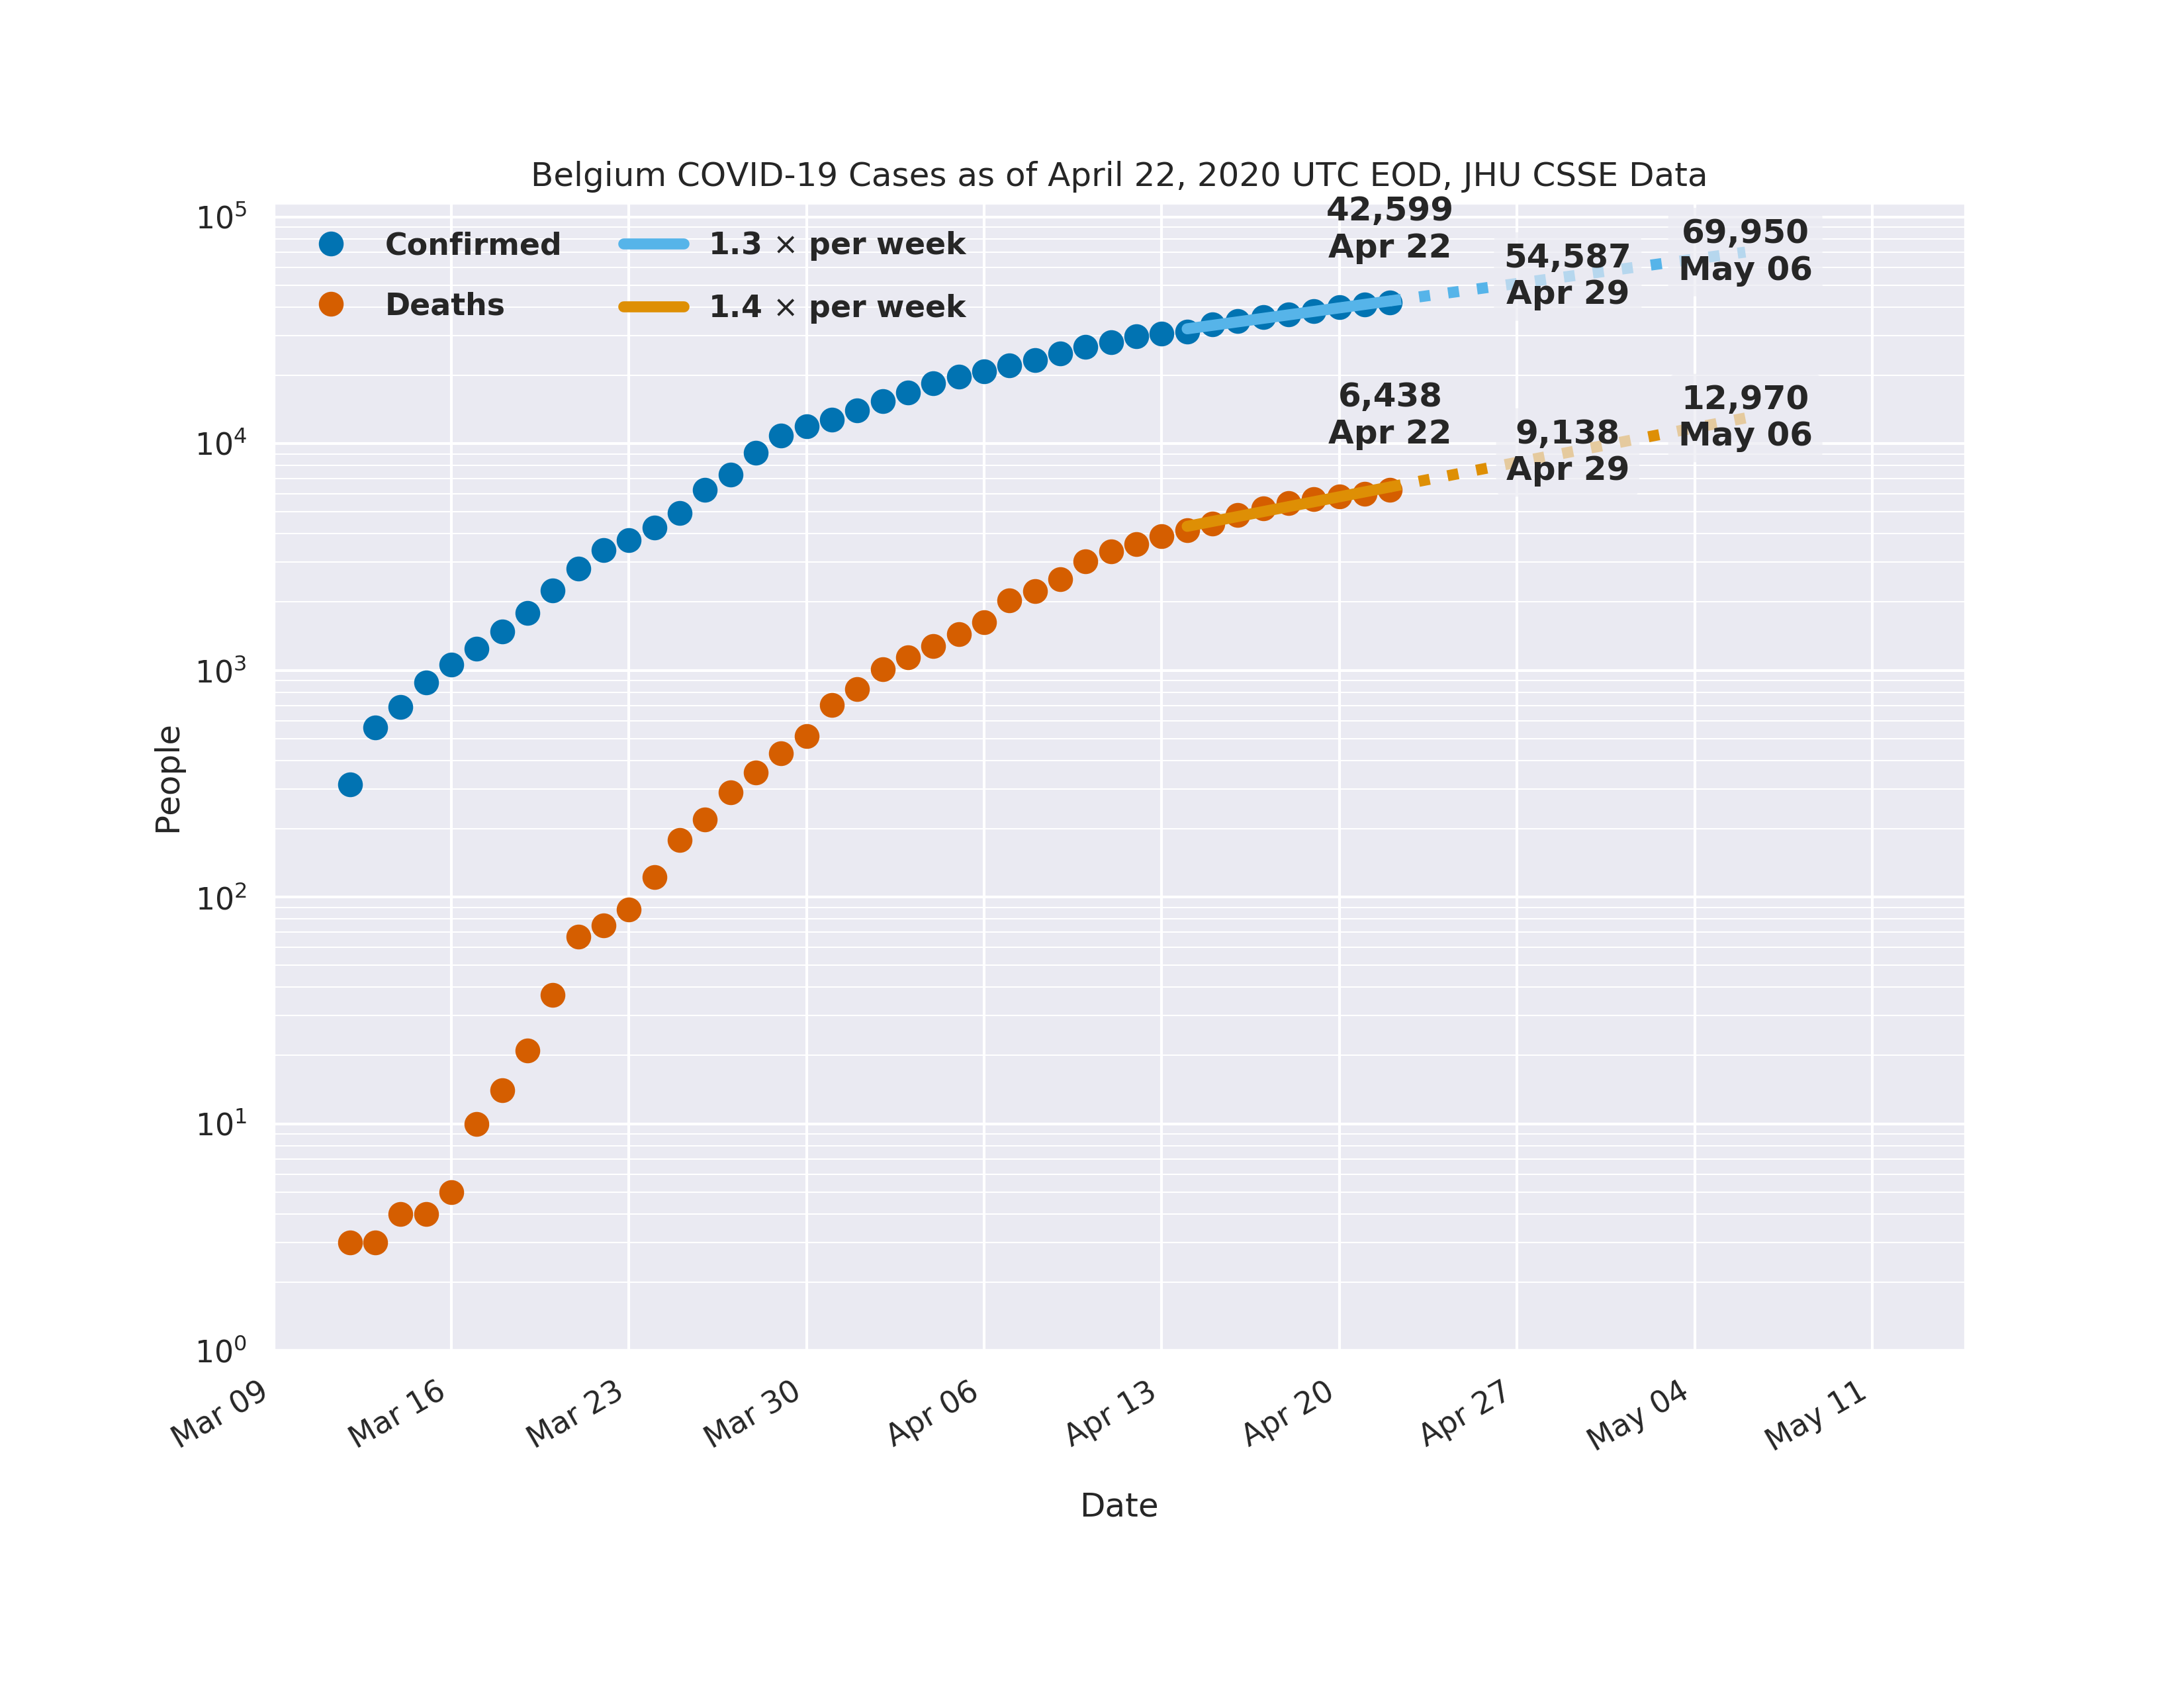 Belgium COVID-19 Cases as of April 22, 2020 UTC EOD, JHU CSSE Data
Confirmed
Deaths
1.3 × per week
1.4 × per week
42,599
Apr 22
54,587
Apr 29
69,950
May 06
6,438
Apr 22
9,138
Apr 29
12,970
May 06
People
10⁵
10⁴
10³
10²
10¹
10⁰
Mar 09
Mar 16
Mar 23
Mar 30
Apr 06
Apr 13
Apr 20
Apr 27
May 04
May 11
Date